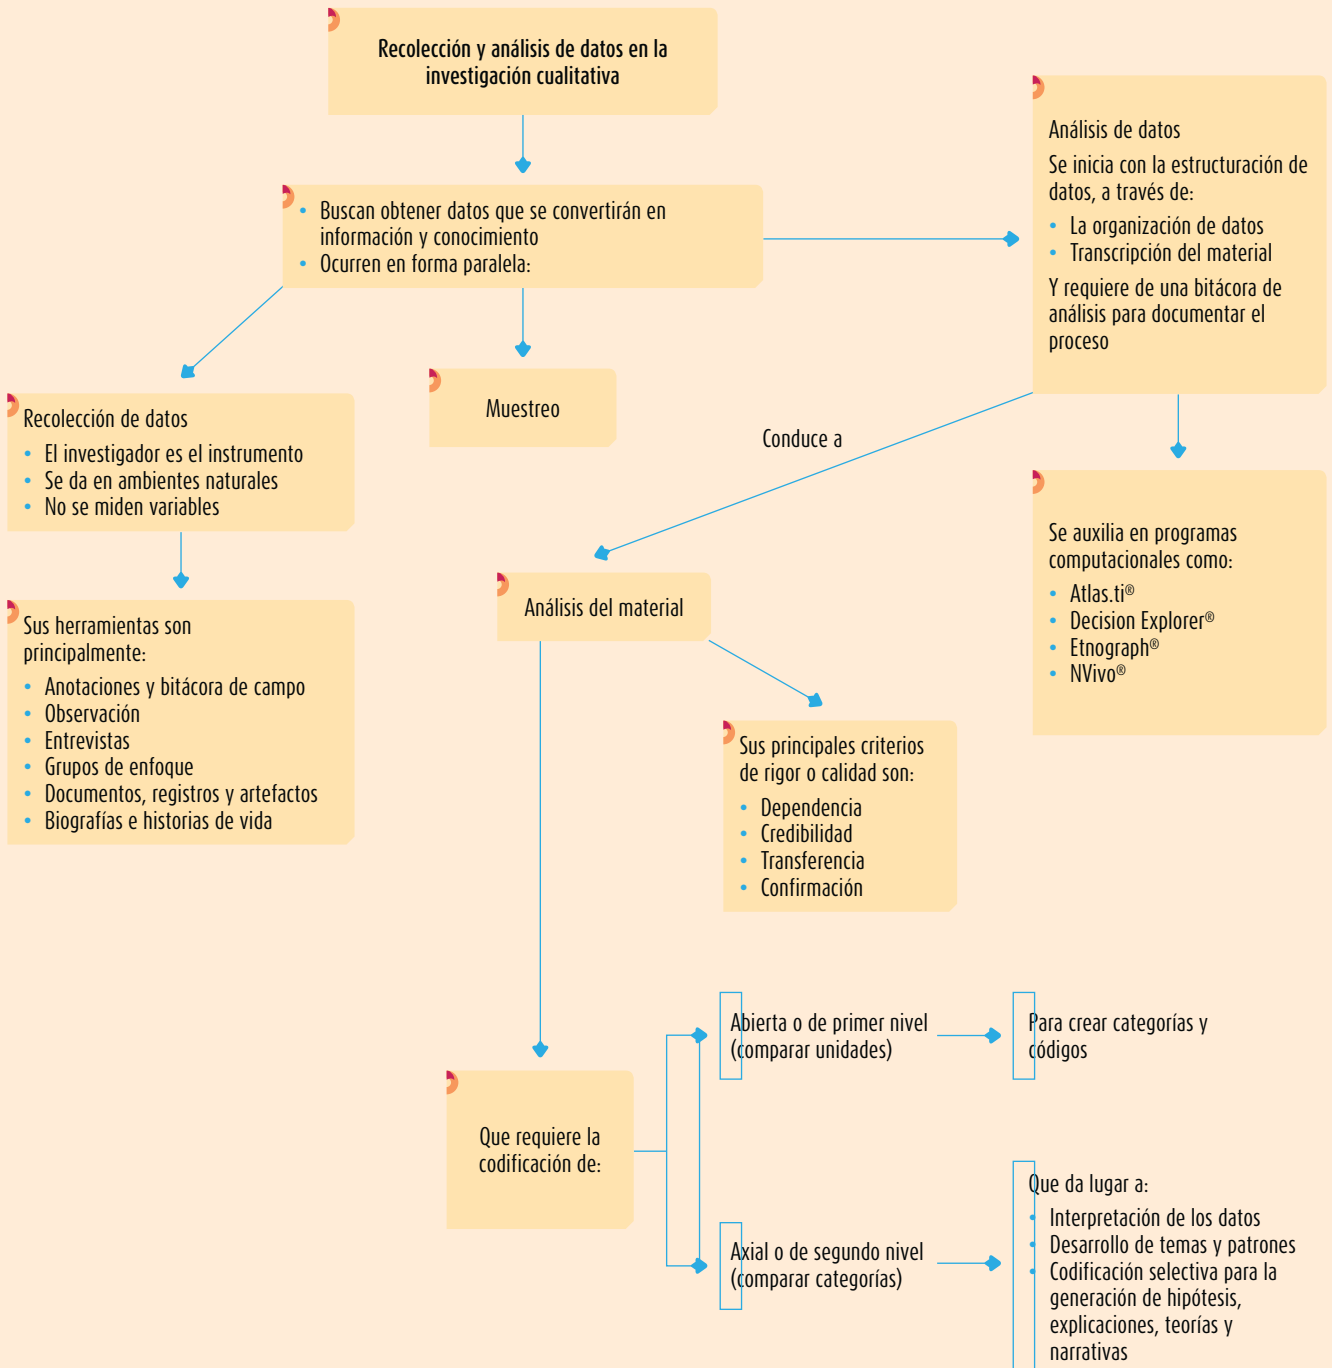 Recolección y análisis de datos en la
investigación cualitativa
• Buscan obtener datos que se convertirán en
información y conocimiento
• Ocurren en forma paralela:
Análisis de datos
Se inicia con la estructuración de
datos, a través de:
• La organización de datos
• Transcripción del material
Y requiere de una bitácora de
análisis para documentar el
proceso
Recolección de datos
• El investigador es el instrumento
• Se da en ambientes naturales
• No se miden variables
Muestreo
Conduce a
Se auxilia en programas
computacionales como:
• Atlas.ti®
• Decision Explorer®
• Etnograph®
• NVivo®
Sus herramientas son
principalmente:
• Anotaciones y bitácora de campo
• Observación
• Entrevistas
• Grupos de enfoque
• Documentos, registros y artefactos
• Biografías e historias de vida
Análisis del material
Sus principales criterios
de rigor o calidad son:
• Dependencia
• Credibilidad
• Transferencia
• Confirmación
Que requiere la
codificación de:
Abierta o de primer nivel
(comparar unidades)
Para crear categorías y
códigos
Axial o de segundo nivel
(comparar categorías)
Que da lugar a:
• Interpretación de los datos
• Desarrollo de temas y patrones
• Codificación selectiva para la
generación de hipótesis,
explicaciones, teorías y
narrativas